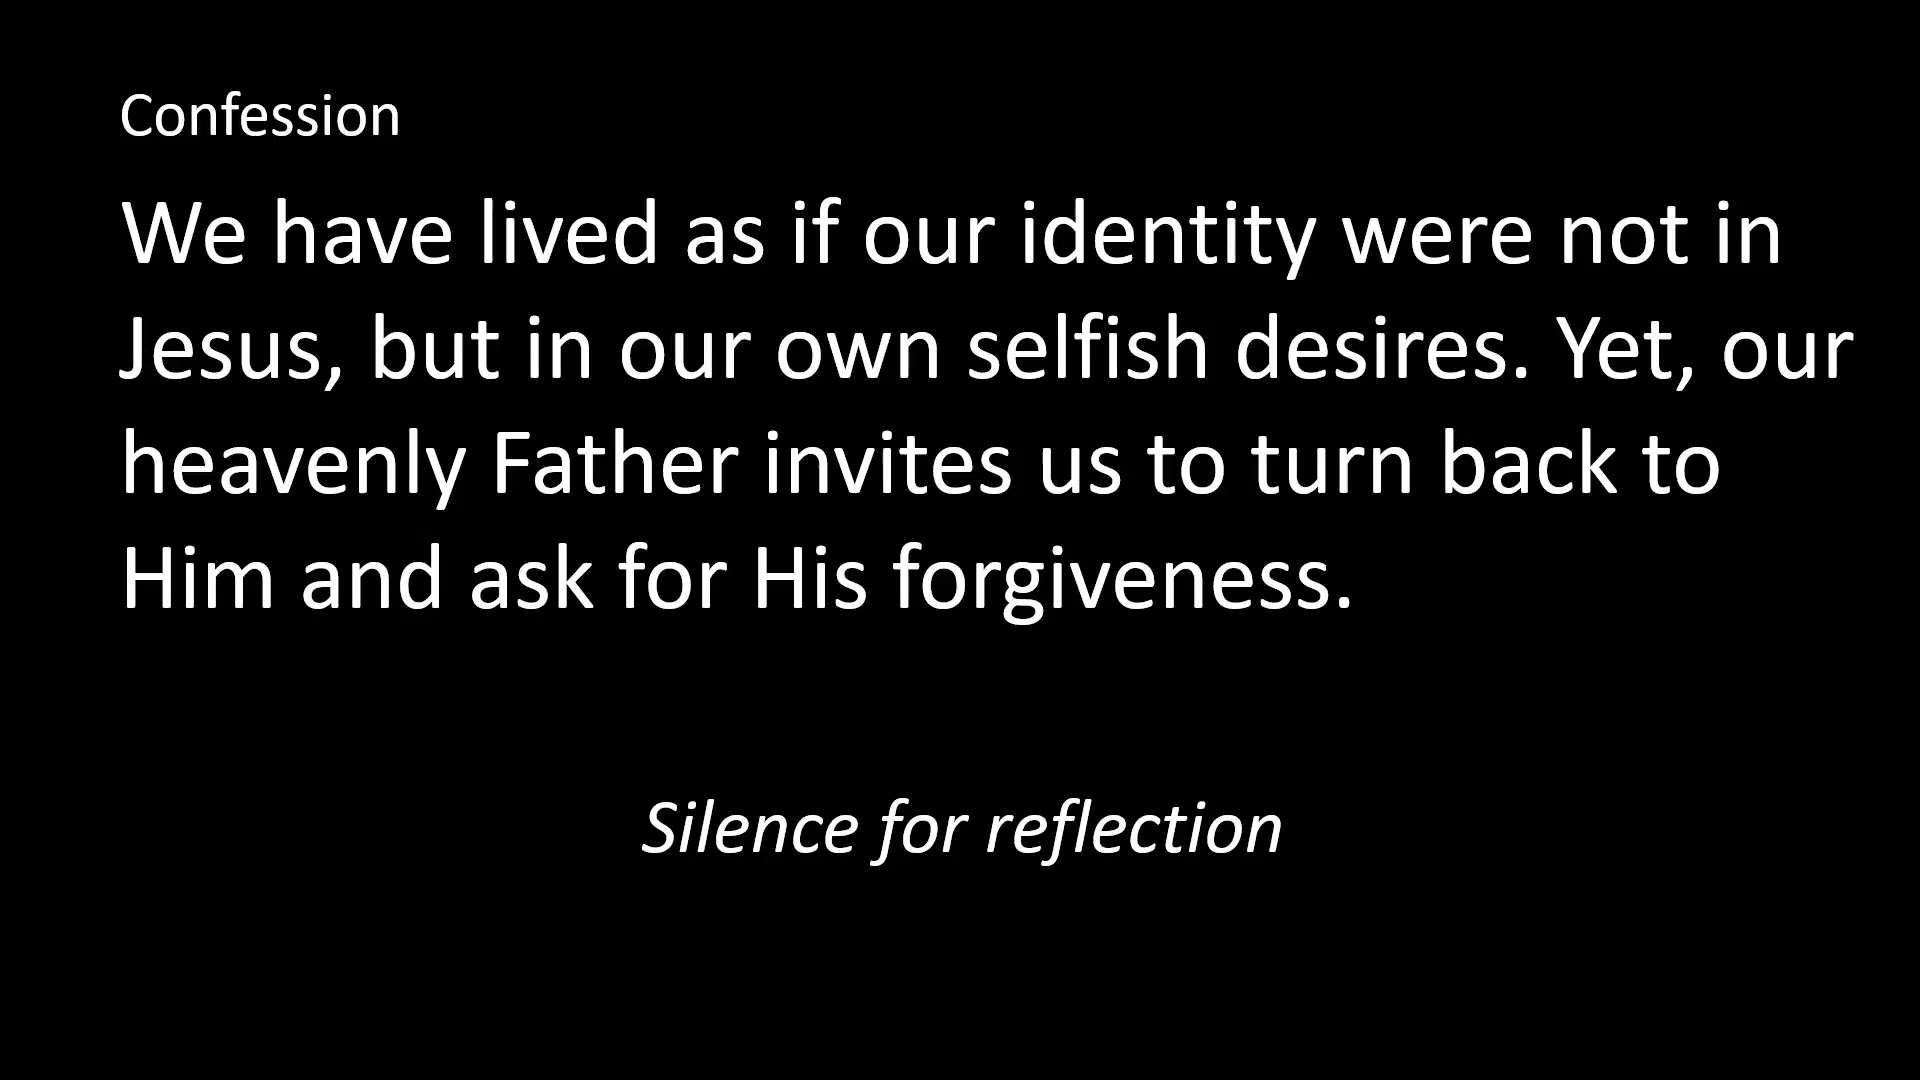 Confession
We have lived as if our identity were not in
Jesus, but in our own selfish desires. Yet, our
heavenly Father invites us to turn back to
Him and ask for His forgiveness.
Silence for reflection